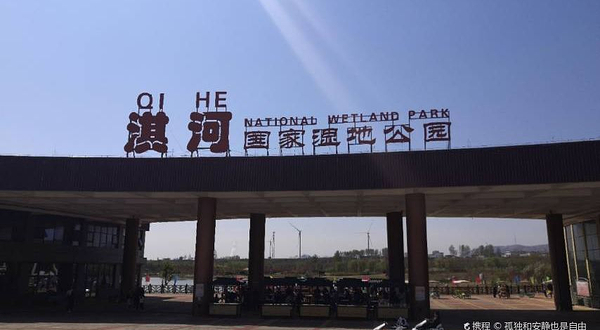 QI HE
NATIONAL WETLAND PARK
淇河国家湿地公园
携程 @ 孤独和安静也是自由